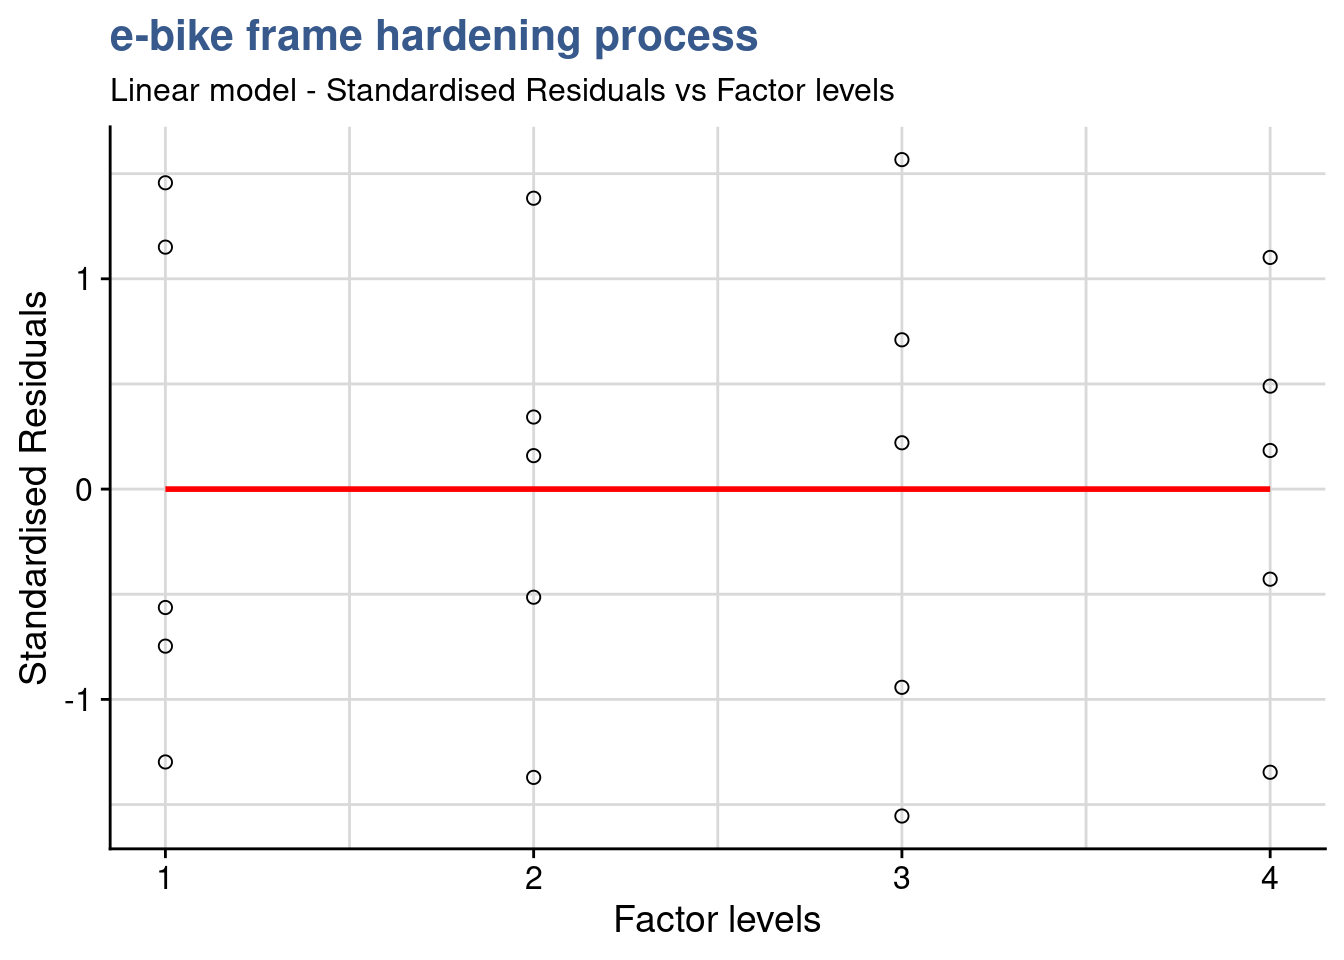 e-bike frame hardening process
Linear model - Standardised Residuals vs Factor levels
Standardised Residuals
1
0
-1
1
2
3
4
Factor levels